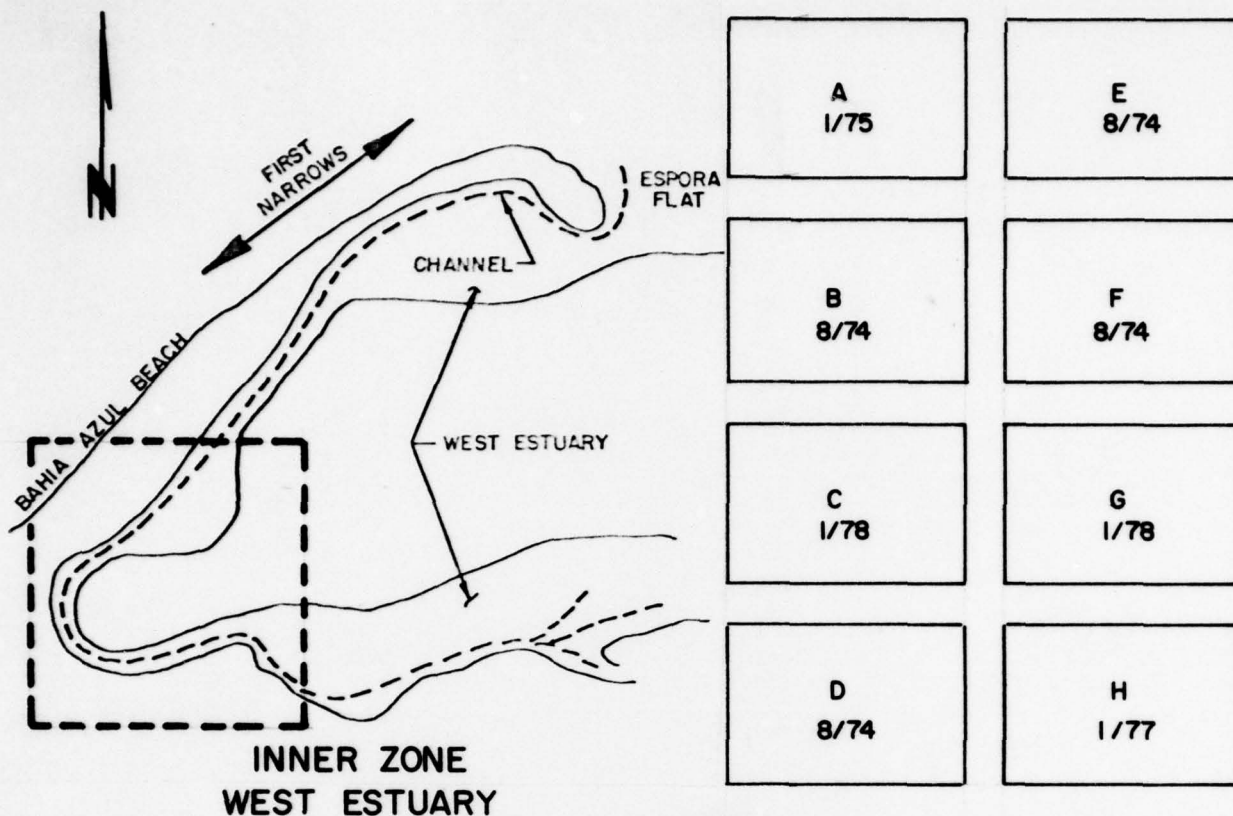 N
FIRST
NARROWS
ESPORA
FLAT
CHANNEL
BAHIA AZUL BEACH
WEST ESTUARY
INNER ZONE
WEST ESTUARY
A
1/75
B
8/74
C
1/78
D
8/74
E
8/74
F
8/74
G
1/78
H
1/77